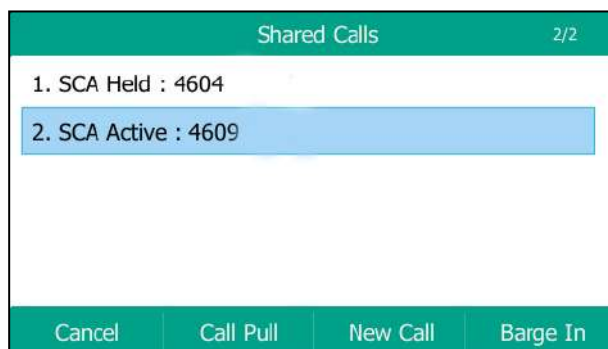 Shared Calls 2/2
1. SCA Held : 4604
2. SCA Active : 4609
Cancel Call Pull New Call Barge In